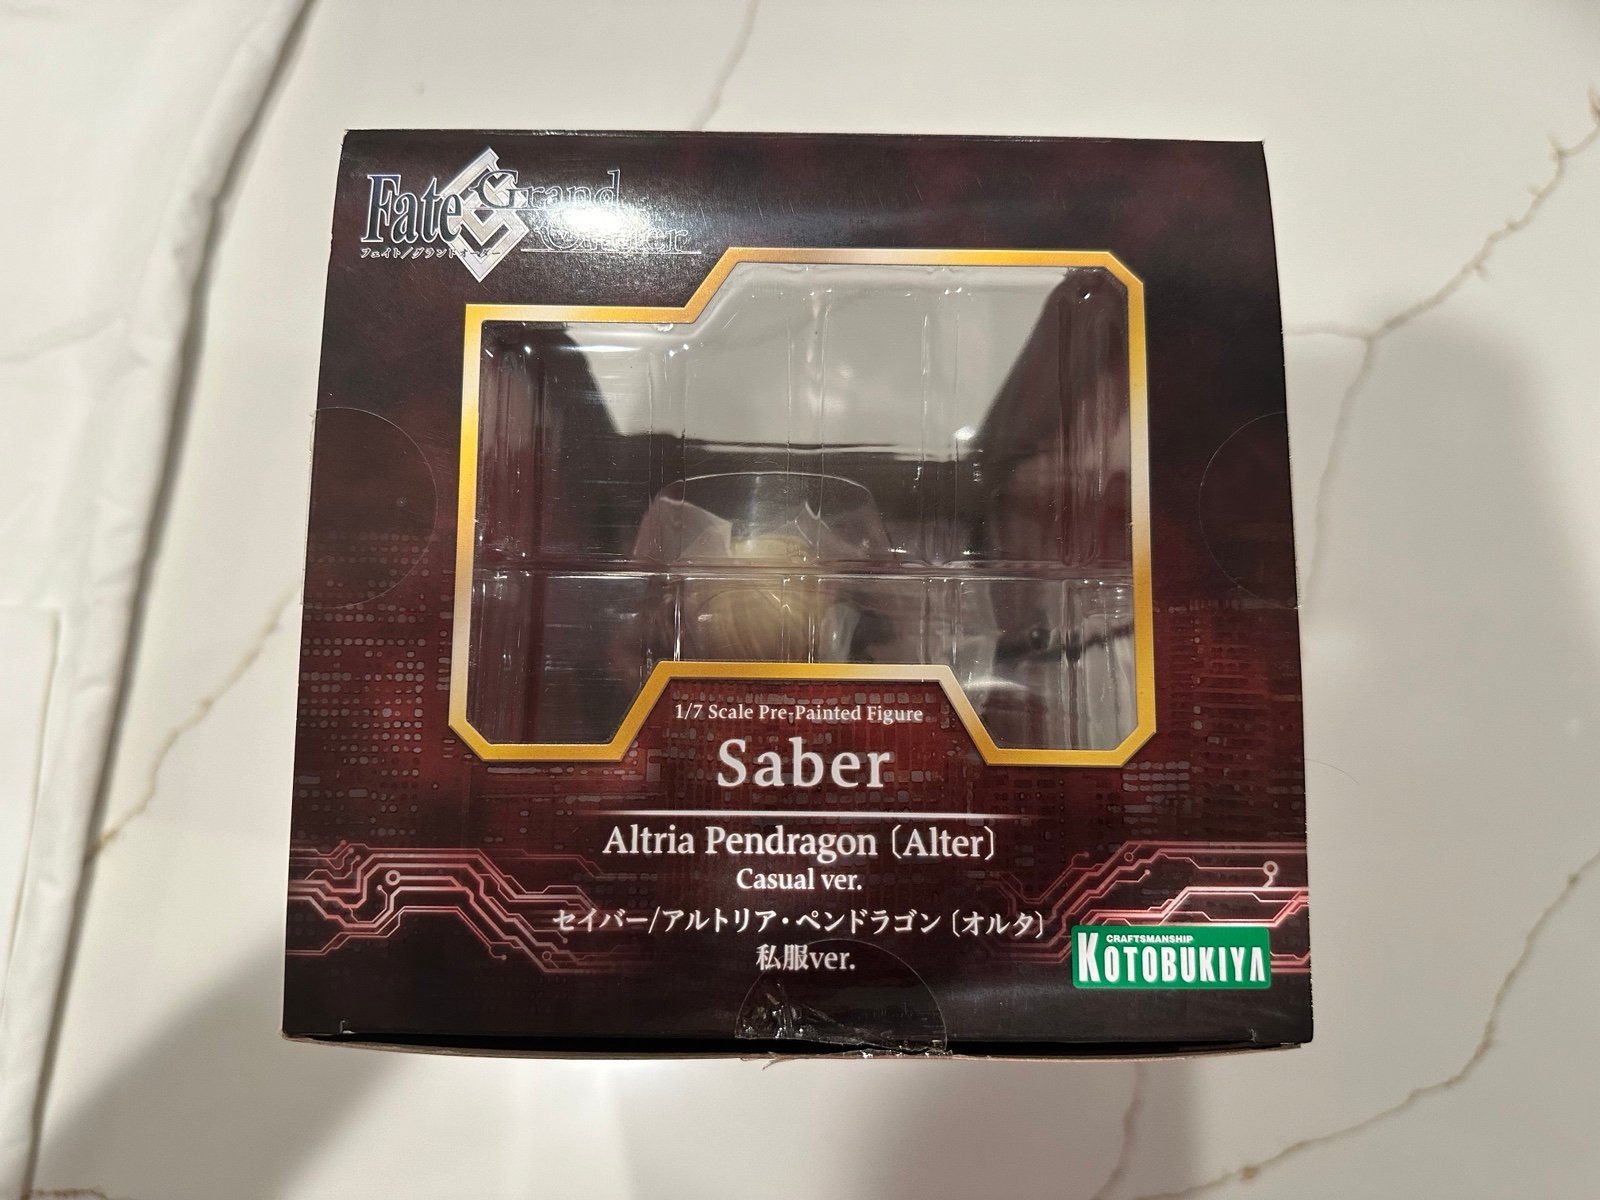 Fate Grand Order
フェイト/グランドオーダー
1/7 Scale Pre-Painted Figure
Saber
Altria Pendragon〔Alter〕
Casual ver.
セイバー/アルトリア・ペンドラゴン〔オルタ〕
私服ver.
CRAFTSMANSHIP
KOTOBUKIYA